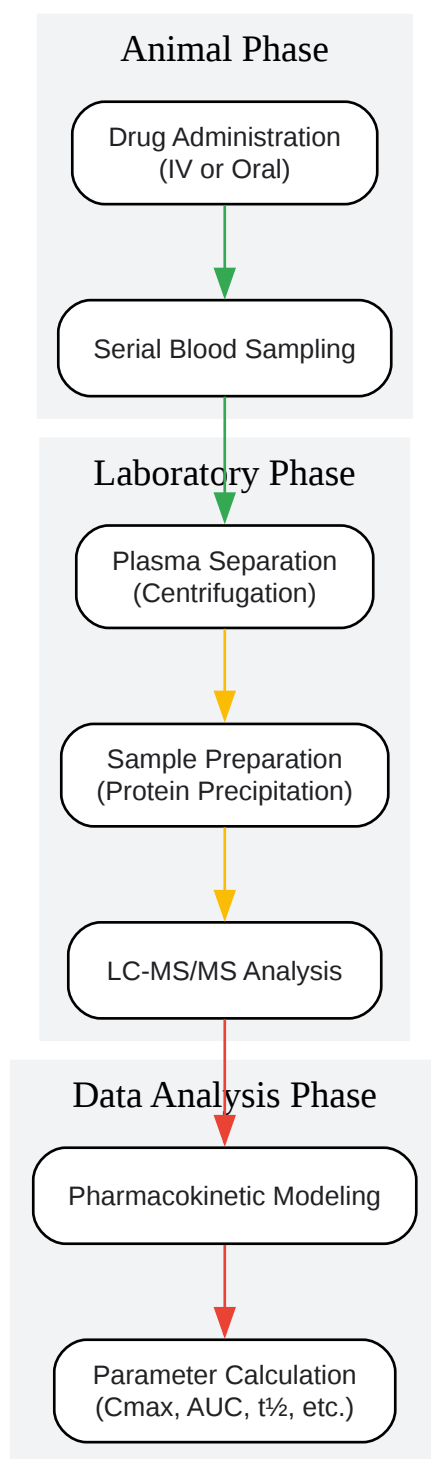 Animal Phase
Drug Administration
(IV or Oral)
Serial Blood Sampling
Laboratory Phase
Plasma Separation
(Centrifugation)
Sample Preparation
(Protein Precipitation)
LC-MS/MS Analysis
Data Analysis Phase
Pharmacokinetic Modeling
Parameter Calculation
(Cmax, AUC, t½, etc.)